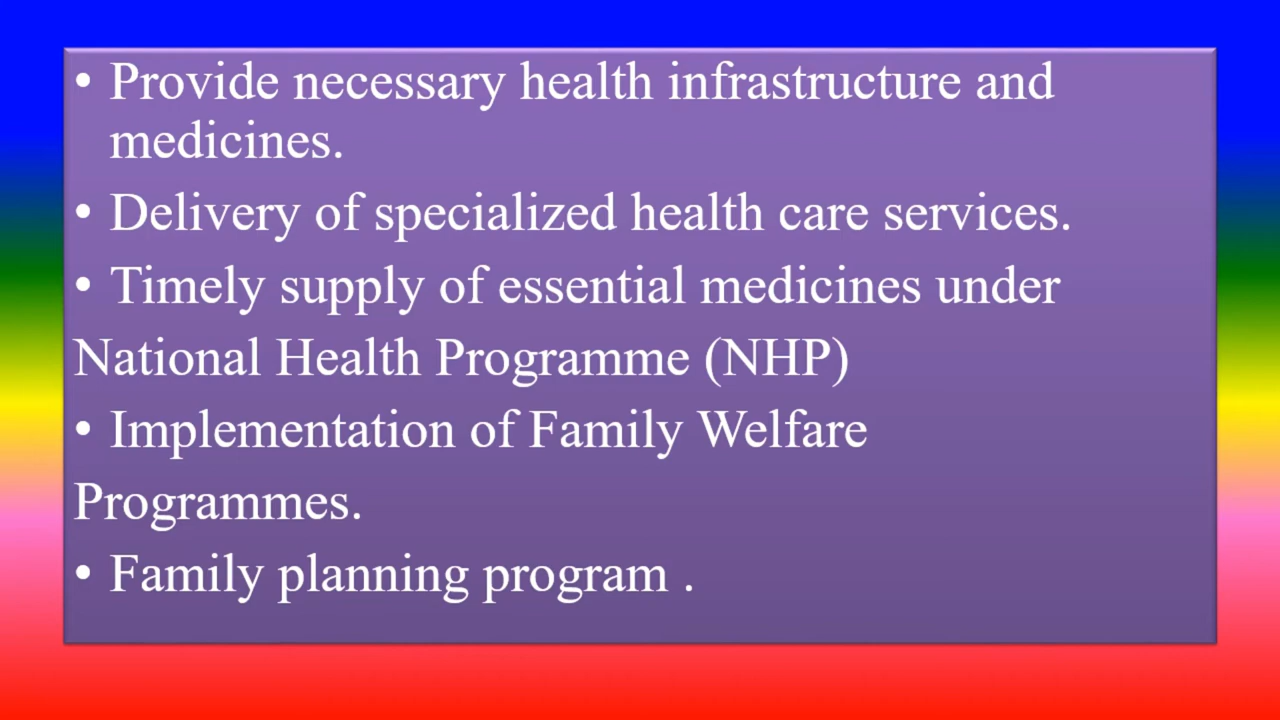 • Provide necessary health infrastructure and
medicines.
• Delivery of specialized health care services.
• Timely supply of essential medicines under
National Health Programme (NHP)
• Implementation of Family Welfare
Programmes.
• Family planning program .